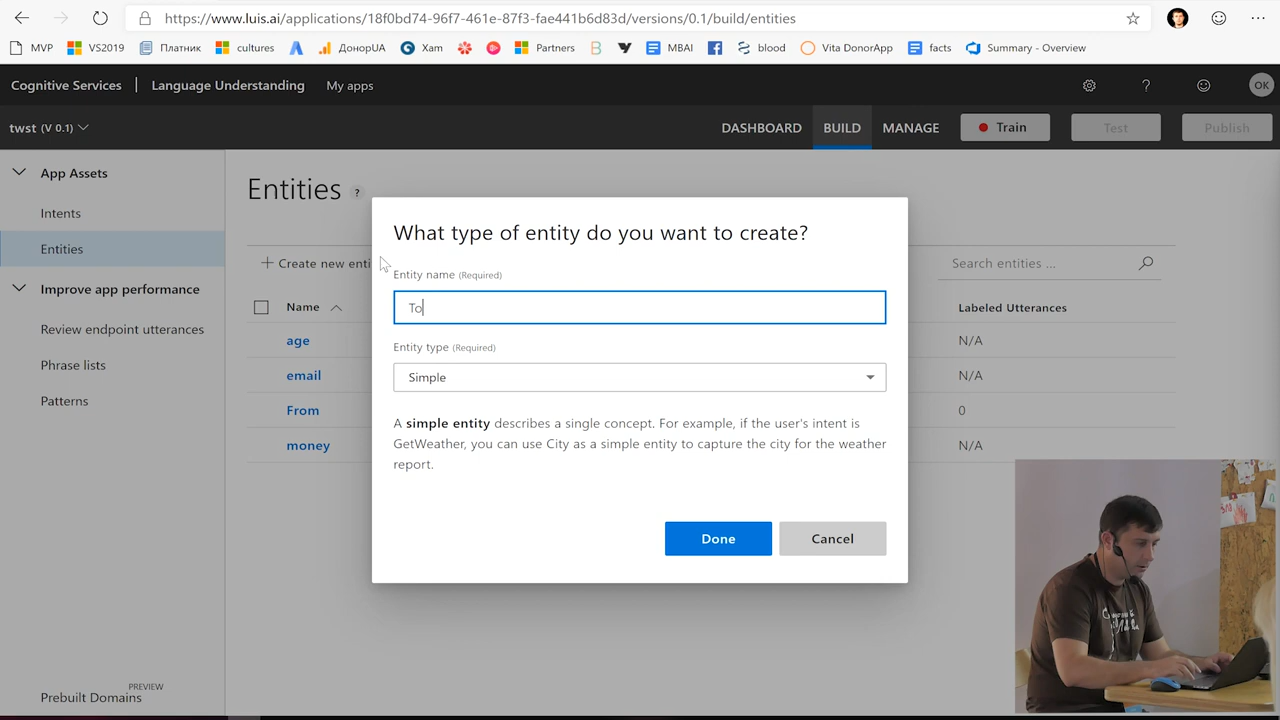 https://www.luis.ai/applications/18f0bd74-96f7-461e-87f3-fae441b6d83d/versions/0.1/build/entities
MVP VS2019 Платник cultures ДонорUA Хам Partners MBAI blood Vita DonorApp facts Summary - Overview
Cognitive Services | Language Understanding My apps ? OK
twst (V 0.1) DASHBOARD BUILD MANAGE Train Test Publish
App Assets
Intents
Entities
Improve app performance
Review endpoint utterances
Phrase lists
Patterns
Prebuilt Domains PREVIEW
Entities ?
+ Create new enti
Search entities ...
Name Labeled Utterances
age N/A
email N/A
From 0
money N/A
What type of entity do you want to create?
Entity name (Required)
To
Entity type (Required)
Simple
A simple entity describes a single concept. For example, if the user's intent is
GetWeather, you can use City as a simple entity to capture the city for the weather
report.
Done Cancel